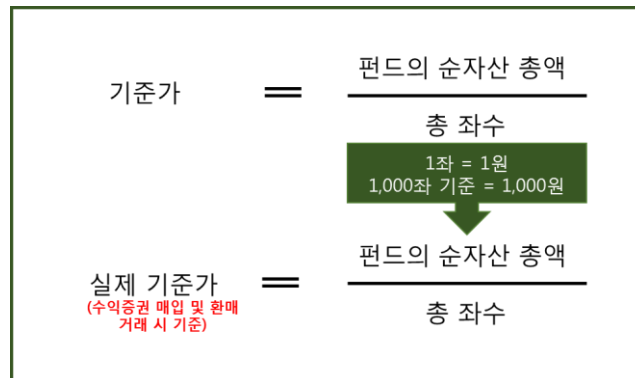 펀드의 순자산 총액
기준가 =
총 좌수
1좌 = 1원
1,000좌 기준 = 1,000원
펀드의 순자산 총액
실제 기준가 =
(수익증권 매입 및 환매
거래 시 기준)
총 좌수